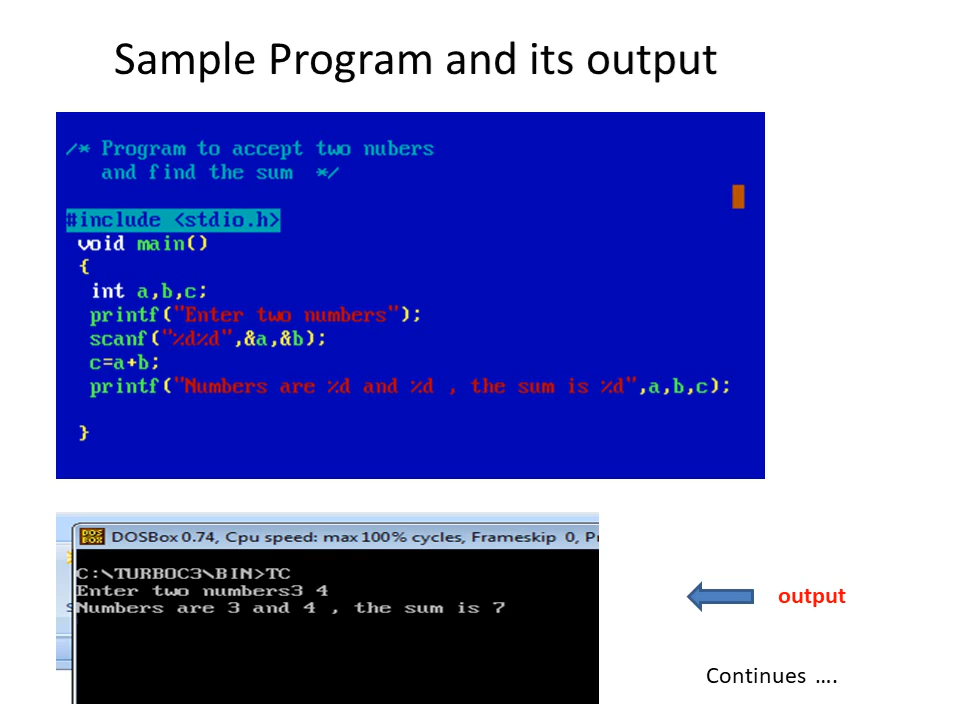 Sample Program and its output
/* Program to accept two nubers
and find the sum */
#include <stdio.h>
void main()
{
int a,b,c;
printf("Enter two numbers");
scanf("%d%d",&a,&b);
c=a+b;
printf("Numbers are %d and %d , the sum is %d",a,b,c);
}
DOSBox 0.74, Cpu speed: max 100% cycles, Frameskip 0,
C:\TURBOC3\BIN>TC
Enter two numbers3 4
Numbers are 3 and 4 , the sum is 7
output
Continues ....